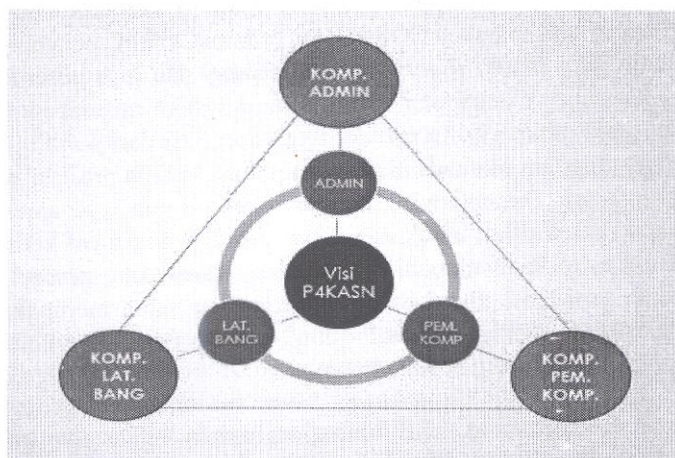 KOMP.
ADMIN
ADMIN
Visi
P4KASN
LAT.
BANG
PEM.
KOMP
KOMP.
LAT.
BANG
KOMP.
PEM.
KOMP.